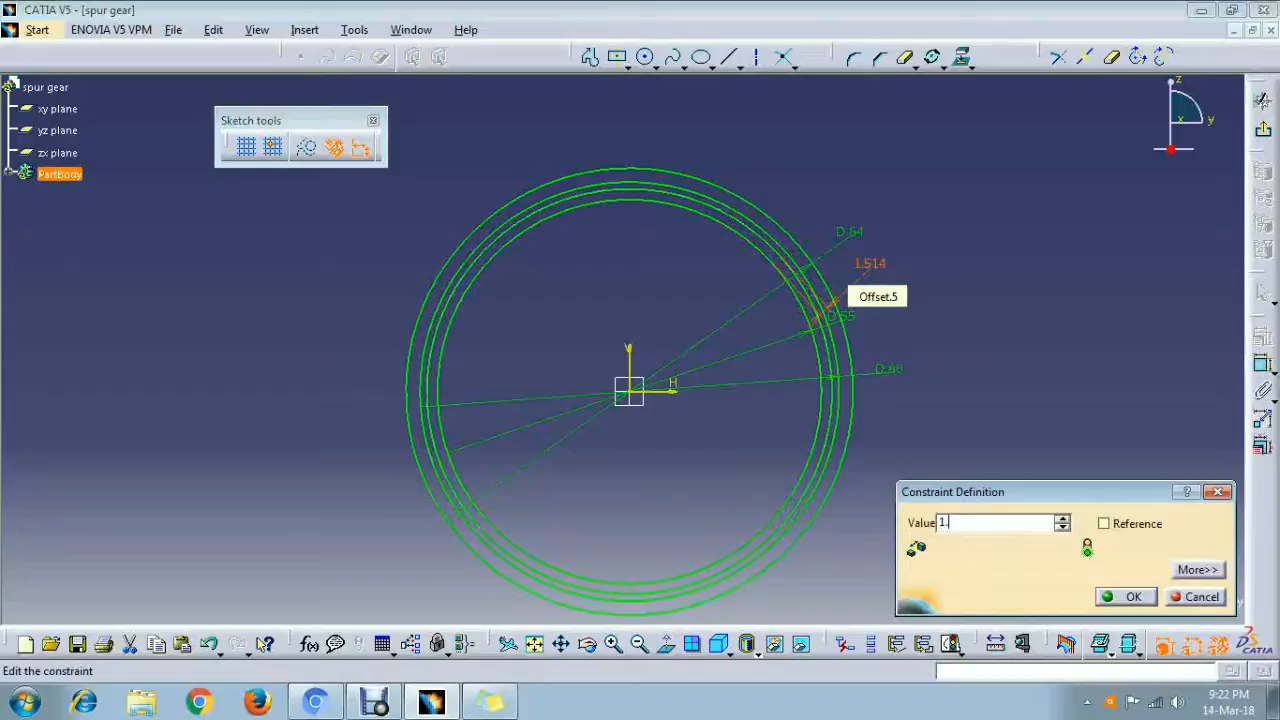 CATIA V5 - [spur gear]
Start ENOVIA V5 VPM File Edit View Insert Tools Window Help
spur gear
xy plane
yz plane
zx plane
PartBody
Sketch tools
z
x y
D 64
1.514
Offset.5
D 55
D 60
V
H
Constraint Definition
Value 1.
Reference
More>>
OK Cancel
f(x)
CATIA
Edit the constraint
9:22 PM
14-Mar-18